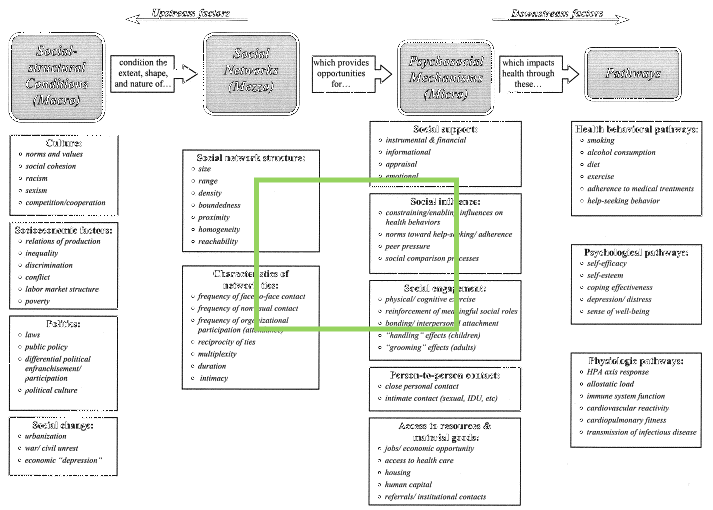 Upstream factors
Downstream factors
Social-
structural
Conditions
(Macro)
condition the
extent, shape,
and nature of…
Social
Networks
(Mezzo)
which provides
opportunities
for…
Psychosocial
Mechanisms
(Micro)
which impacts
health through
these…
Pathways
Culture:
norms and values
social cohesion
racism
sexism
competition/cooperation
Socioeconomic factors:
relations of production
inequality
discrimination
conflict
labor market structure
poverty
Politics:
laws
public policy
differential political
enfranchisement/
participation
political culture
Social change:
urbanization
war/ civil unrest
economic “depression”
Social network structure:
size
range
density
boundedness
proximity
homogeneity
reachability
Characteristics of
network ties:
frequency of face-to-face contact
frequency of nonvisual contact
frequency of organizational
participation (attendance)
reciprocity of ties
multiplexity
duration
intimacy
Social support:
instrumental & financial
informational
appraisal
emotional
Social influence:
constraining/enabling influences on
health behaviors
norms toward help-seeking/ adherence
peer pressure
social comparison processes
Social engagement:
physical/ cognitive exercise
reinforcement of meaningful social roles
bonding/ interpersonal attachment
“handling” effects (children)
“grooming” effects (adults)
Person-to-person contact:
close personal contact
intimate contact (sexual, IDU, etc)
Access to resources &
material goods:
jobs/ economic opportunity
access to health care
housing
human capital
referrals/ institutional contacts
Health behavioral pathways:
smoking
alcohol consumption
diet
exercise
adherence to medical treatments
help-seeking behavior
Psychological pathways:
self-efficacy
self-esteem
coping effectiveness
depression/ distress
sense of well-being
Physiologic pathways:
HPA axis response
allostatic load
immune system function
cardiovascular reactivity
cardiopulmonary fitness
transmission of infectious disease